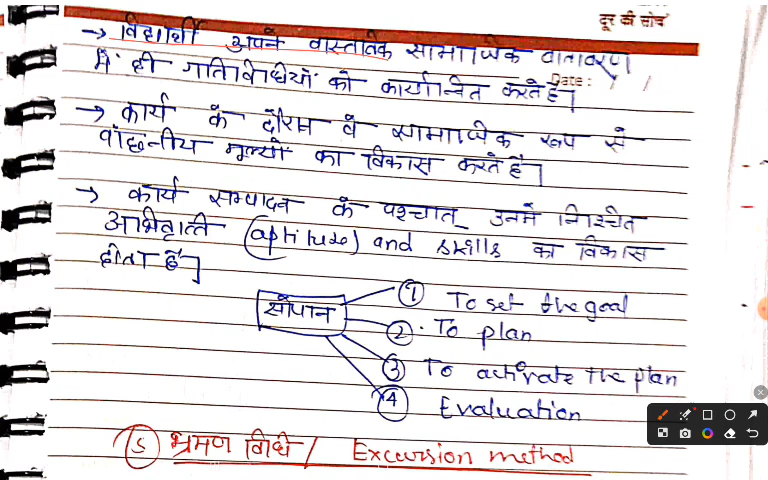 दूर की सोच
→ विद्यार्थी अपने वास्तविक सामाजिक वातावरण
में ही गतिविधियों को कार्यान्वित करते है।
Date: / /
→ कार्य के दौरान वे सामाजिक रूप से
वांछनीय मूल्यों का विकास करते है।
→ कार्य सम्पादन के पश्चात् उनमे निश्चित
अभिवृत्ति (aptitude) and skills का विकास
होता है।
सोपान
① To set the goal
② · To plan
③ To activate the plan
④ Evaluation
⑤ भ्रमण विधि / Excursion method